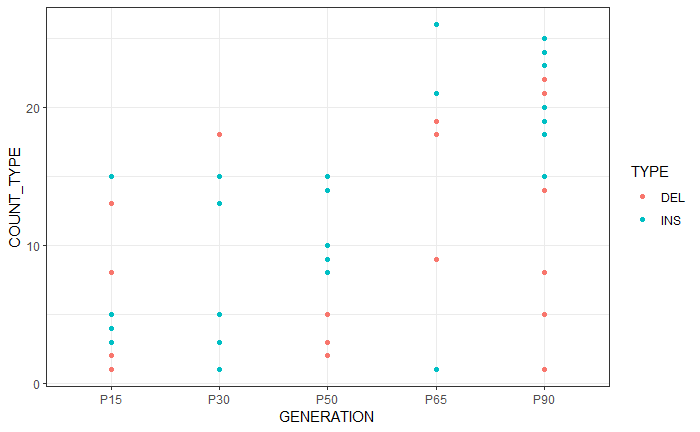 COUNT_TYPE
20
10
0
P15 P30 P50 P65 P90
GENERATION
TYPE
DEL
INS